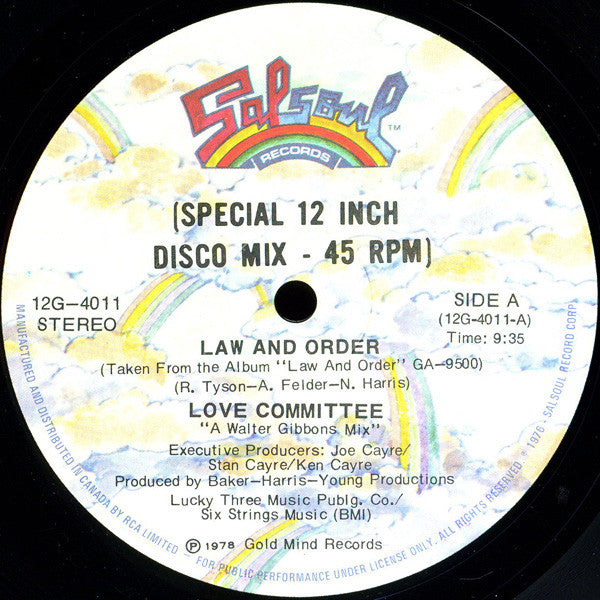 Salsoul TM
RECORDS
(SPECIAL 12 INCH
DISCO MIX - 45 RPM)
12G-4011
STEREO
SIDE A
(12G-4011-A)
Time: 9:35
LAW AND ORDER
(Taken From the Album "Law And Order" GA-9500)
(R. Tyson-A. Felder-N. Harris)
LOVE COMMITTEE
"A Walter Gibbons Mix"
Executive Producers: Joe Cayre/
Stan Cayre/Ken Cayre
Produced by Baker-Harris-Young Productions
Lucky Three Music Publg. Co./
Six Strings Music (BMI)
Ⓟ 1978 Gold Mind Records
MANUFACTURED AND DISTRIBUTED IN CANADA BY RCA LIMITED FOR PUBLIC PERFORMANCE UNDER LICENSE ONLY. ALL RIGHTS RESERVED ℗ 1976 - SALSOUL RECORD CORP.